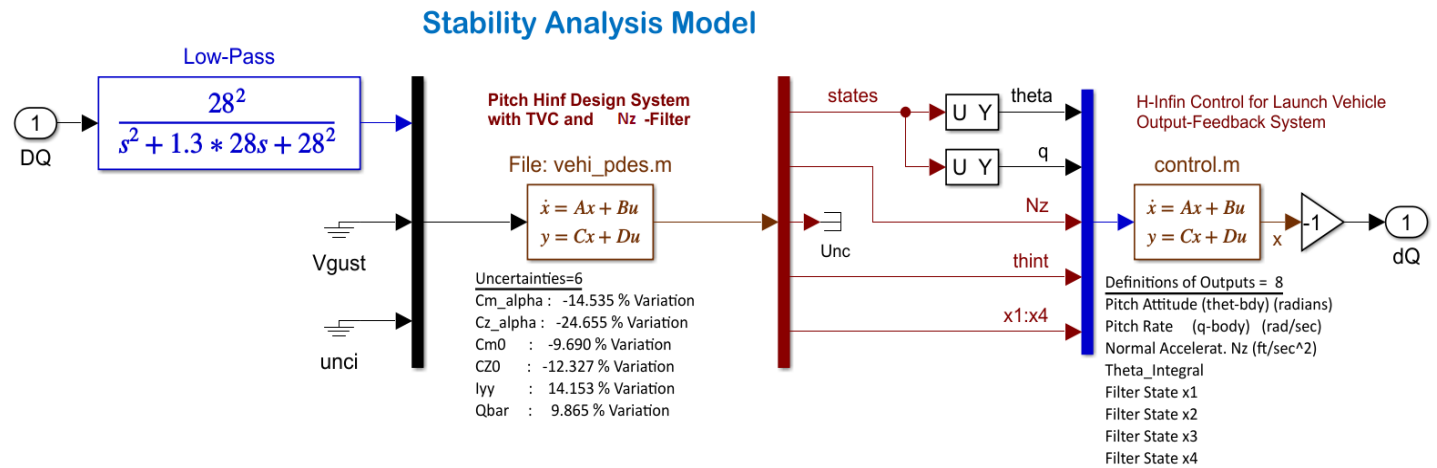 Stability Analysis Model
Low-Pass
28²
s² + 1.3 * 28s + 28²
1
DQ
Vgust
unci
Pitch Hinf Design System
with TVC and Nz -Filter
File: vehi_pdes.m
ẋ = Ax + Bu
y = Cx + Du
Uncertainties=6
Cm_alpha : -14.535 % Variation
Cz_alpha : -24.655 % Variation
Cm0 : -9.690 % Variation
CZ0 : -12.327 % Variation
Iyy : 14.153 % Variation
Qbar : 9.865 % Variation
states
U Y
theta
U Y
q
Nz
Unc
thint
x1:x4
H-Infin Control for Launch Vehicle
Output-Feedback System
control.m
ẋ = Ax + Bu
y = Cx + Du
x
-1
1
dQ
Definitions of Outputs = 8
Pitch Attitude (thet-bdy) (radians)
Pitch Rate (q-body) (rad/sec)
Normal Accelerat. Nz (ft/sec^2)
Theta_Integral
Filter State x1
Filter State x2
Filter State x3
Filter State x4